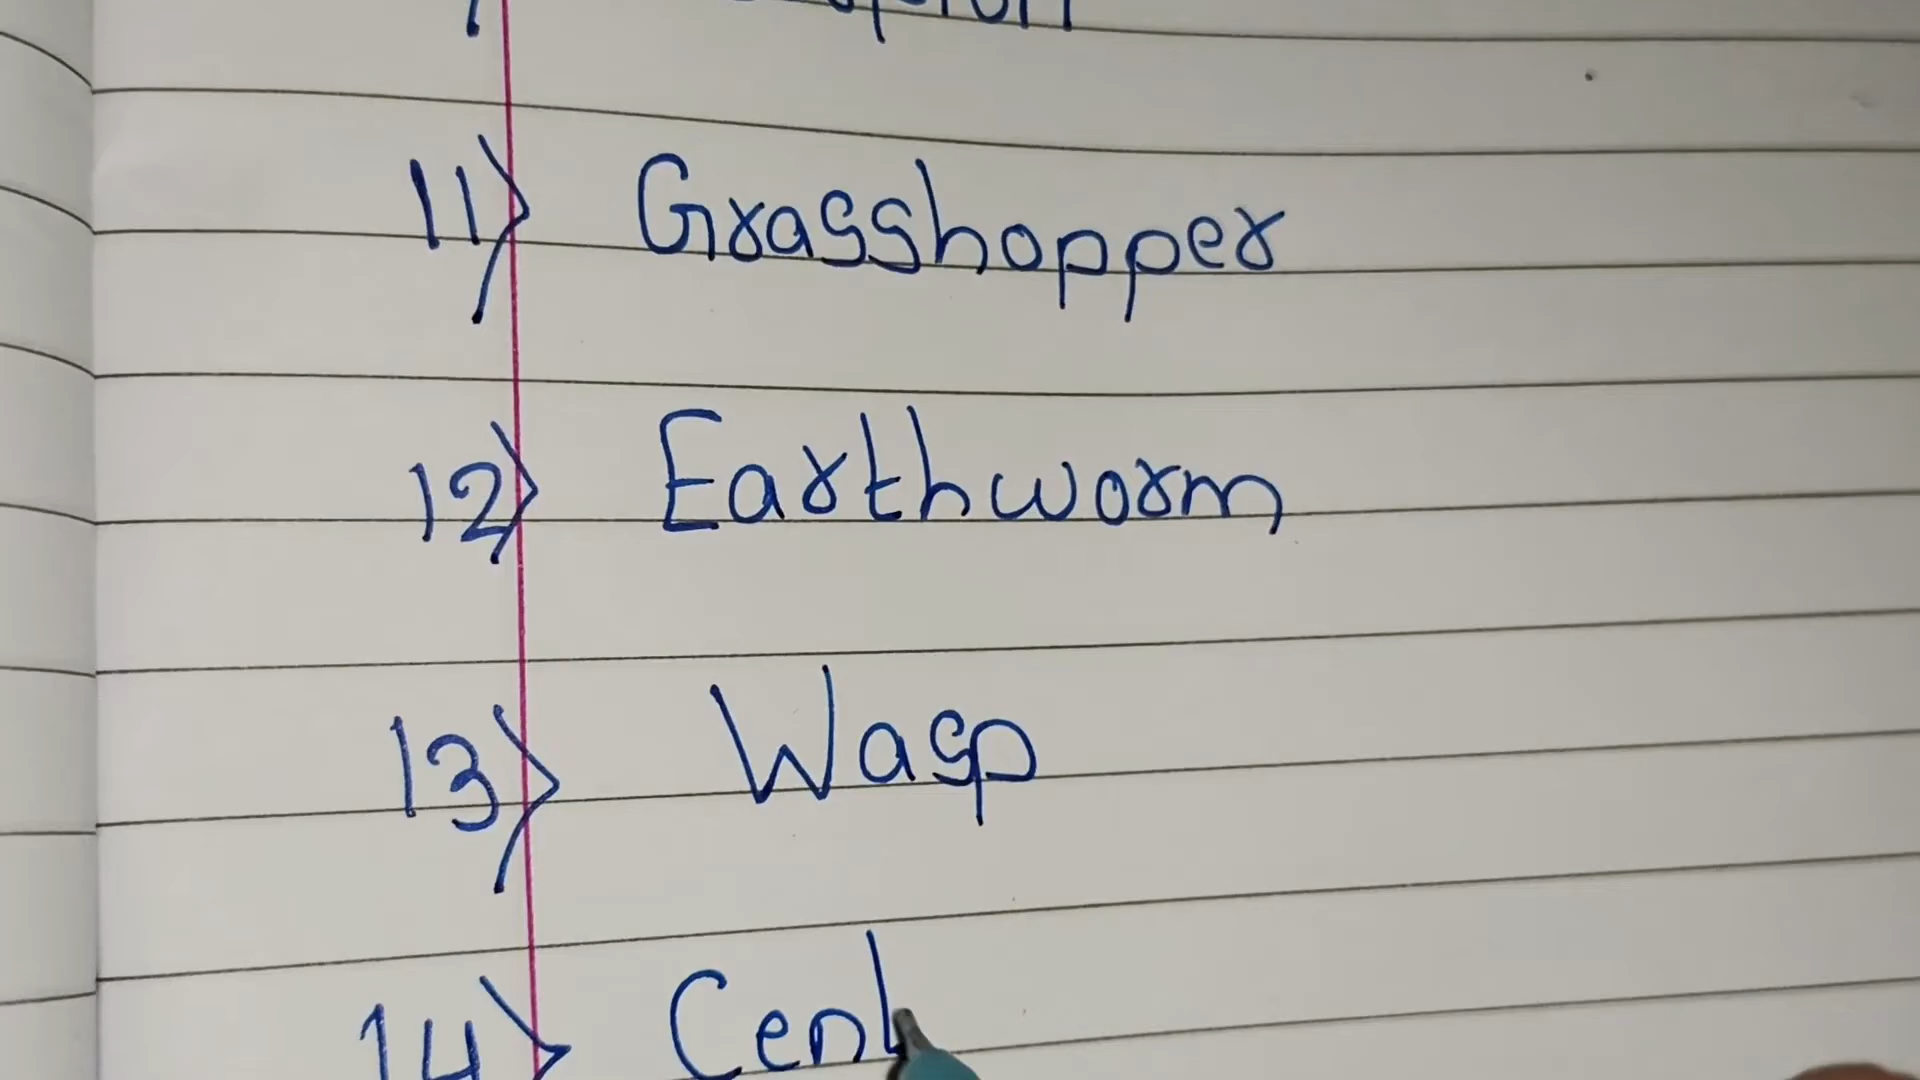 11) Grasshopper
12) Earthworm
13) Wasp
14) Cent